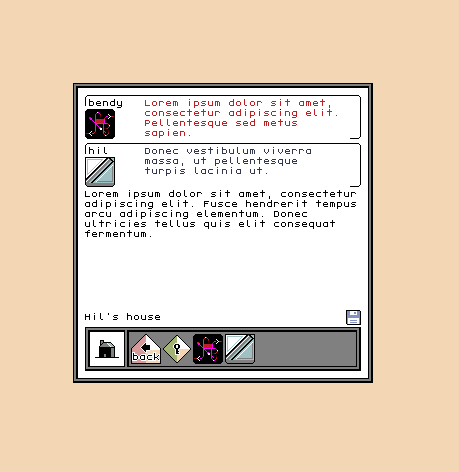 bendy
Lorem ipsum dolor sit amet,
consectetur adipiscing elit.
Pellentesque sed metus
sapien.
hil
Donec vestibulum viverra
massa, ut pellentesque
turpis lacinia ut.
Lorem ipsum dolor sit amet, consectetur
adipiscing elit. Fusce hendrerit tempus
arcu adipiscing elementum. Donec
ultricies tellus quis elit consequat
fermentum.
Hil's house
back